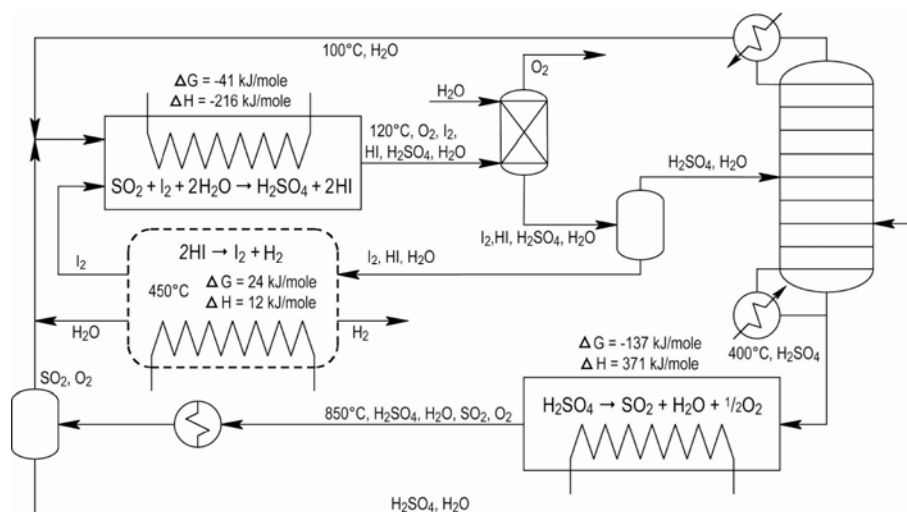 100°C, H₂O
O₂
ΔG = -41 kJ/mole
ΔH = -216 kJ/mole
H₂O
120°C, O₂, I₂,
HI, H₂SO₄, H₂O
H₂SO₄, H₂O
SO₂ + I₂ + 2H₂O → H₂SO₄ + 2HI
I₂,HI, H₂SO₄, H₂O
2HI → I₂ + H₂
I₂
I₂, HI, H₂O
450°C
ΔG = 24 kJ/mole
ΔH = 12 kJ/mole
H₂O
H₂
400°C, H₂SO₄
ΔG = -137 kJ/mole
ΔH = 371 kJ/mole
SO₂, O₂
850°C, H₂SO₄, H₂O, SO₂, O₂
H₂SO₄ → SO₂ + H₂O + 1/2O₂
H₂SO₄, H₂O